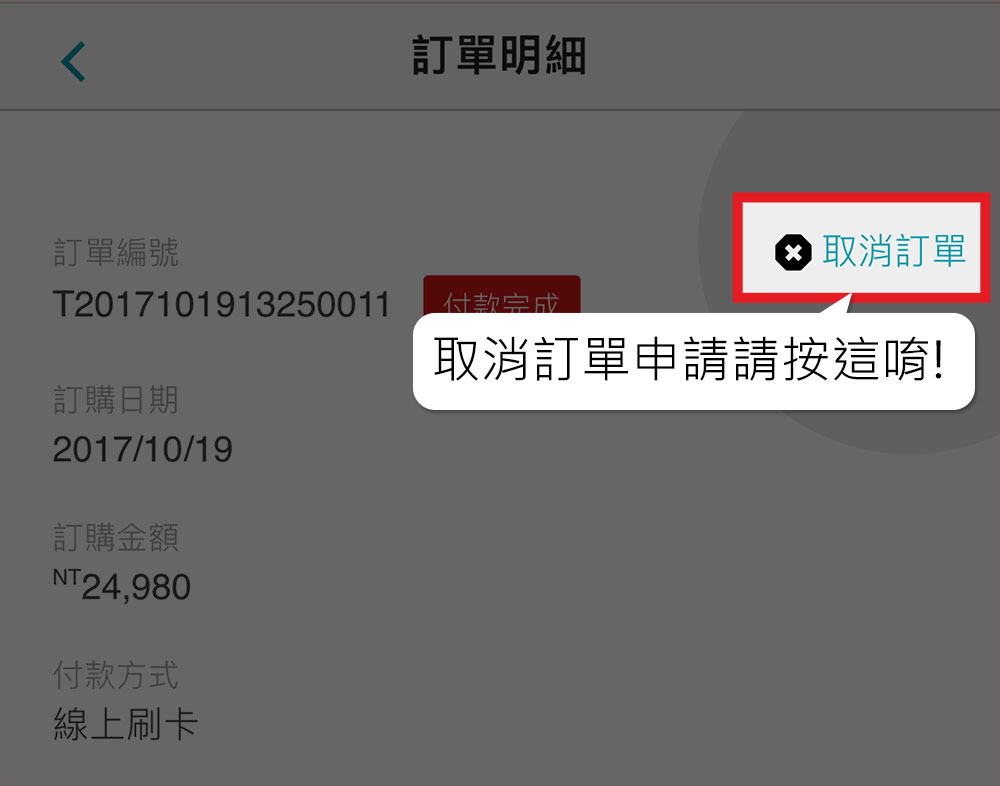 訂單明細
取消訂單
訂單編號
T2017101913250011
付款完成
取消訂單申請請按這唷!
訂購日期
2017/10/19
訂購金額
NT24,980
付款方式
線上刷卡